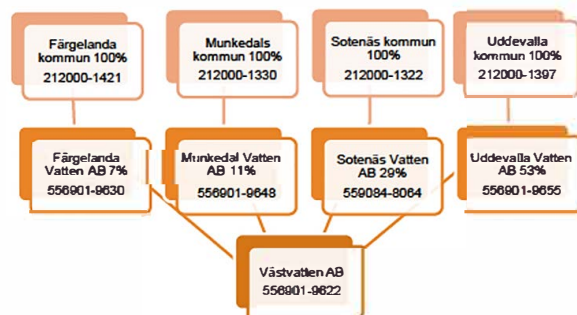 Färgelanda
kommun 100%
212000-1421
Munkedals
kommun 100%
212000-1330
Sotenäs kommun
100%
212000-1322
Uddevalla
kommun 100%
212000-1397
Färgelanda
Vatten AB 7%
556901-9630
Munkedal Vatten
AB 11%
556901-9648
Sotenäs Vatten
AB 29%
559084-8064
Uddevalla Vatten
AB 53%
556901-9655
Västvatten AB
556901-9622